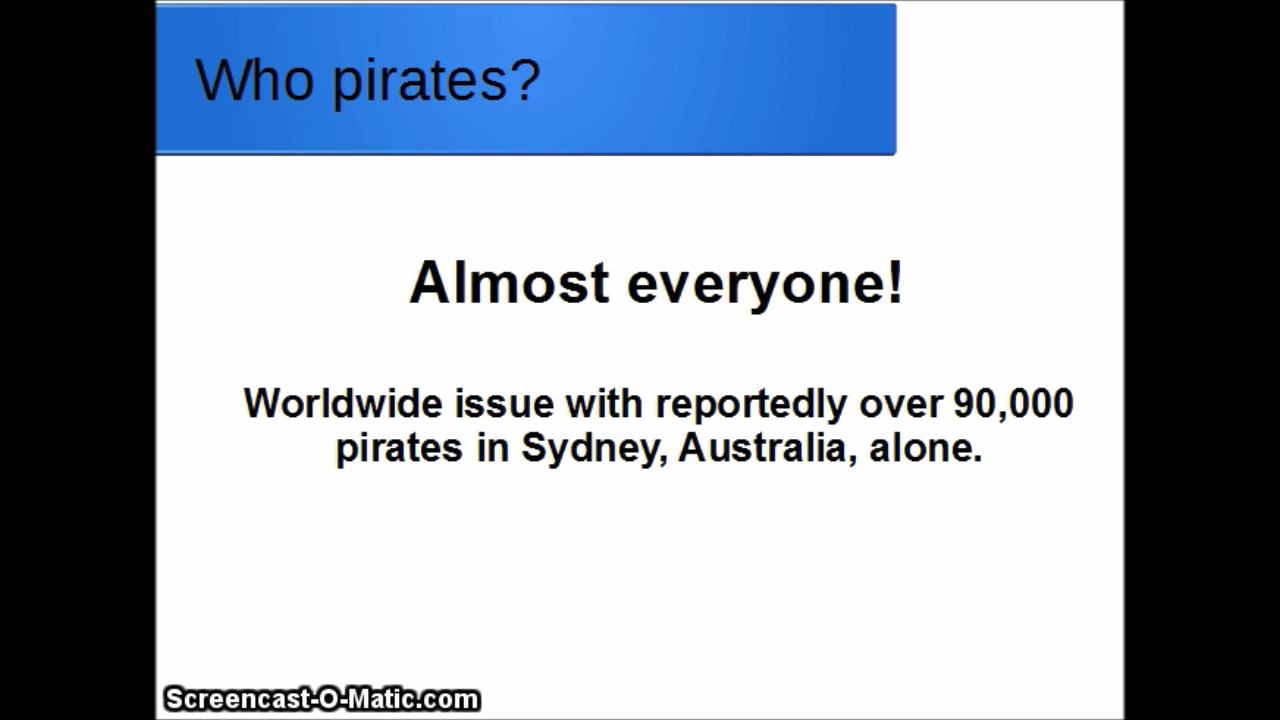 Who pirates?
Almost everyone!
Worldwide issue with reportedly over 90,000
pirates in Sydney, Australia, alone.
Screencast-O-Matic.com